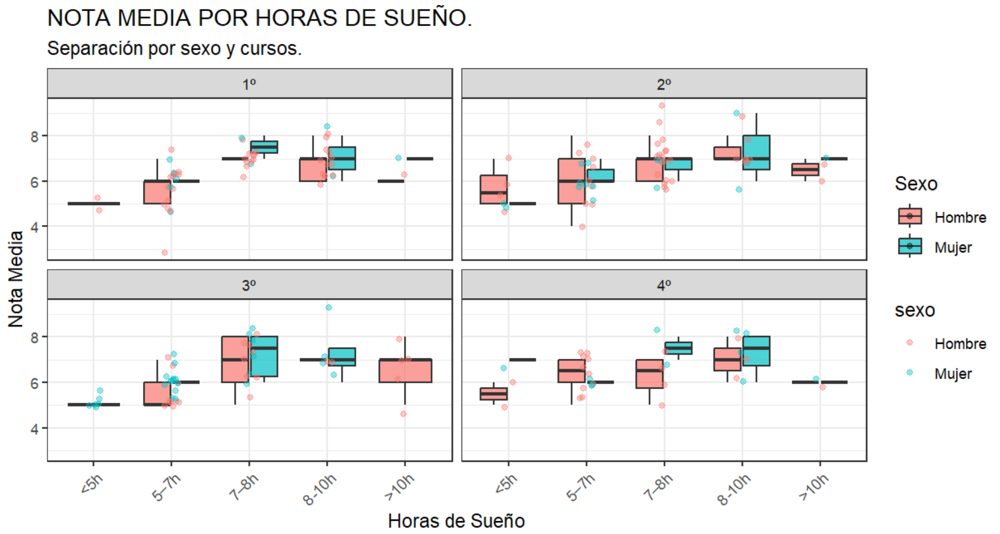 NOTA MEDIA POR HORAS DE SUEÑO.
Separación por sexo y cursos.
1º
2º
8
6
4
3º
4º
8
6
4
Nota Media
<5h
5–7h
7–8h
8-10h
>10h
<5h
5–7h
7–8h
8-10h
>10h
Horas de Sueño
Sexo
Hombre
Mujer
sexo
Hombre
Mujer